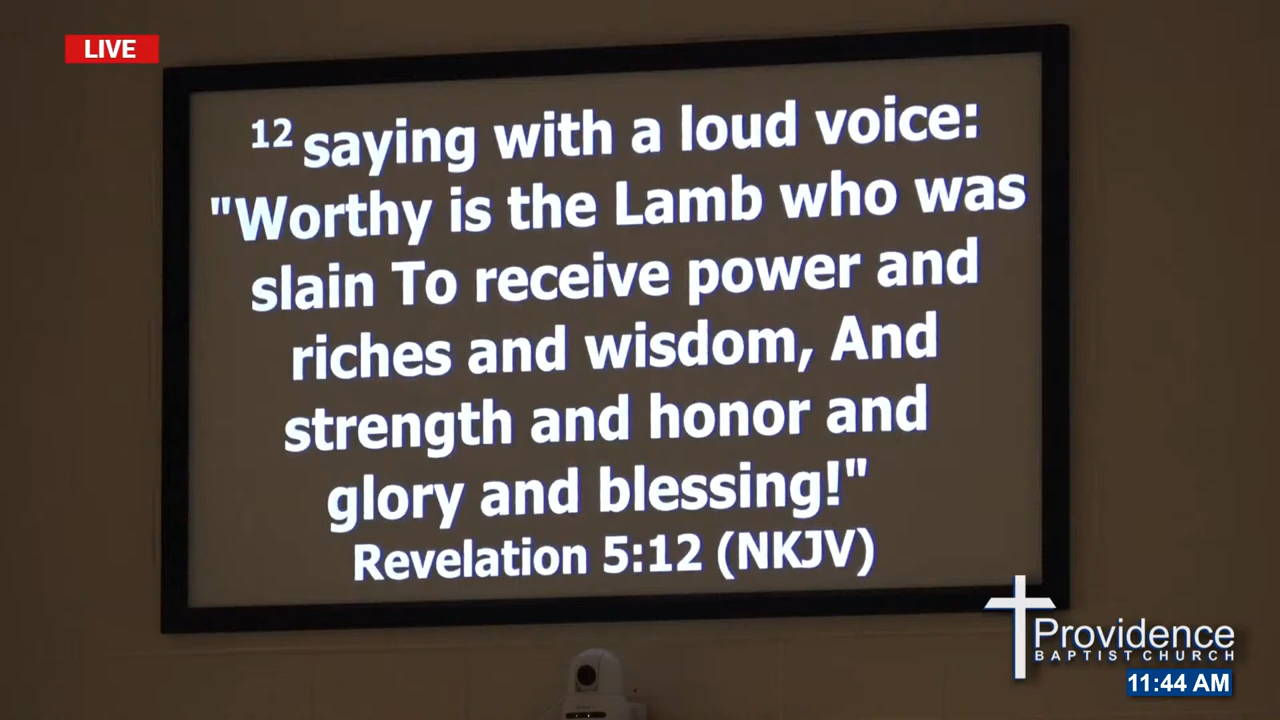 LIVE
12 saying with a loud voice:
"Worthy is the Lamb who was
slain To receive power and
riches and wisdom, And
strength and honor and
glory and blessing!"
Revelation 5:12 (NKJV)
Providence
BAPTIST CHURCH
11:44 AM